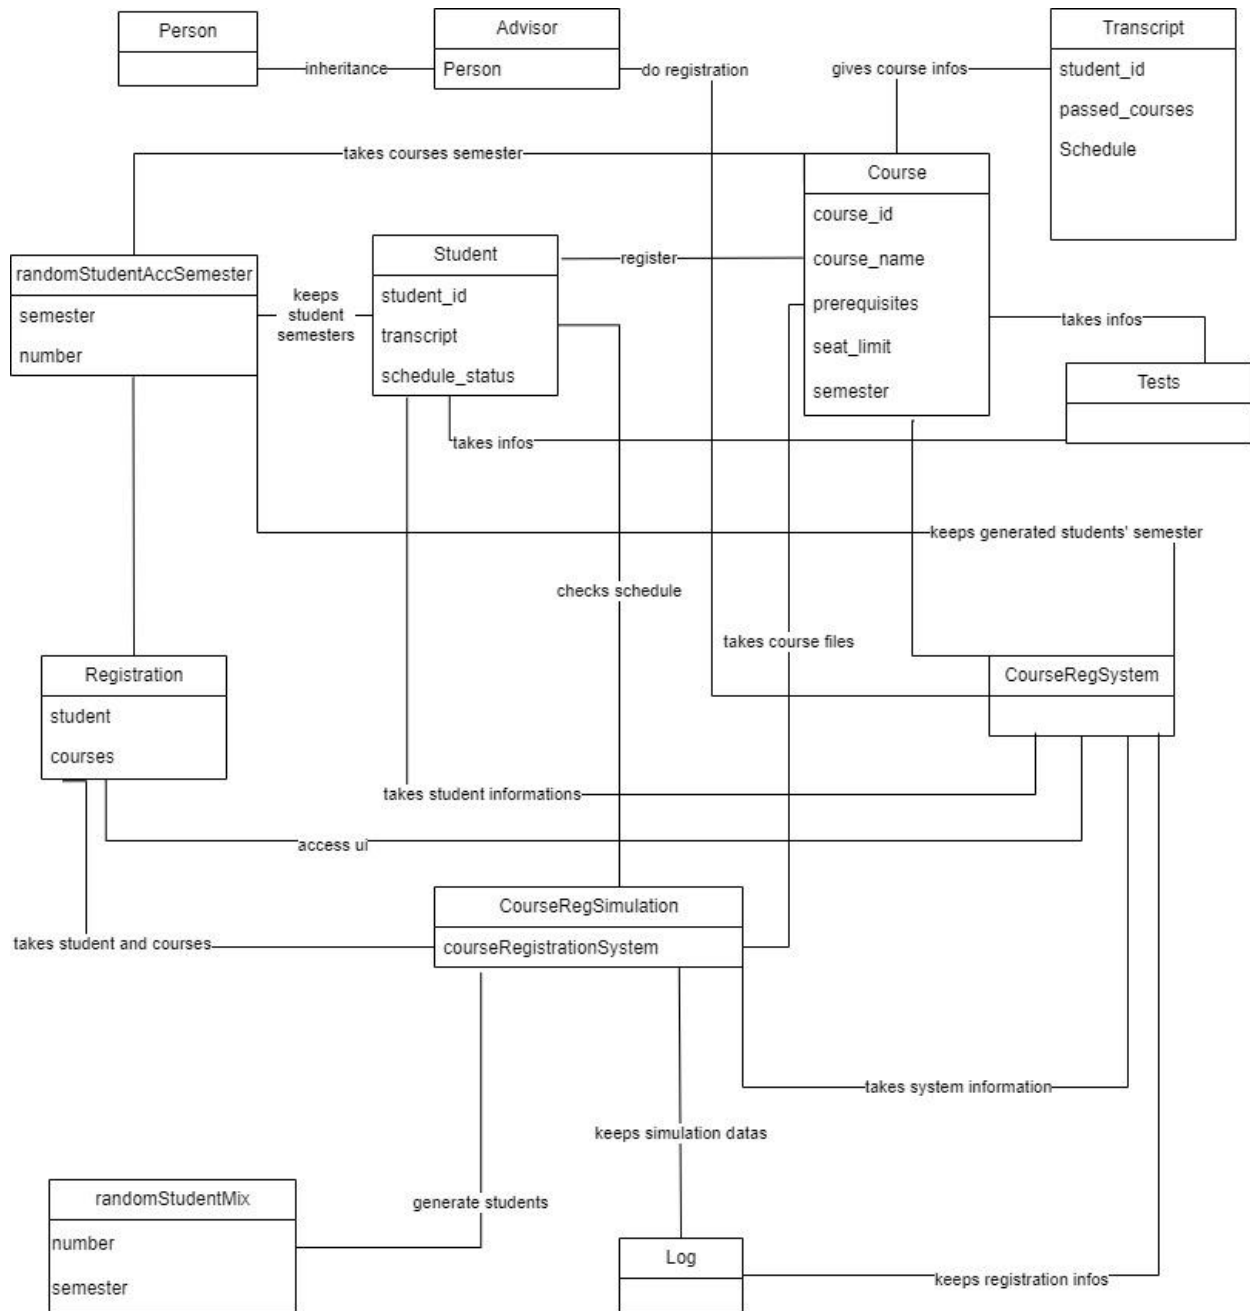 Person
Advisor
Person
inheritance
do registration
gives course infos
Transcript
student_id
passed_courses
Schedule
takes courses semester
Course
course_id
course_name
prerequisites
seat_limit
semester
randomStudentAccSemester
semester
number
keeps
student
semesters
Student
student_id
transcript
schedule_status
register
takes infos
Tests
takes infos
keeps generated students' semester
checks schedule
takes course files
Registration
student
courses
CourseRegSystem
takes student informations
access ui
CourseRegSimulation
courseRegistrationSystem
takes student and courses
takes system information
keeps simulation datas
randomStudentMix
number
semester
generate students
Log
keeps registration infos